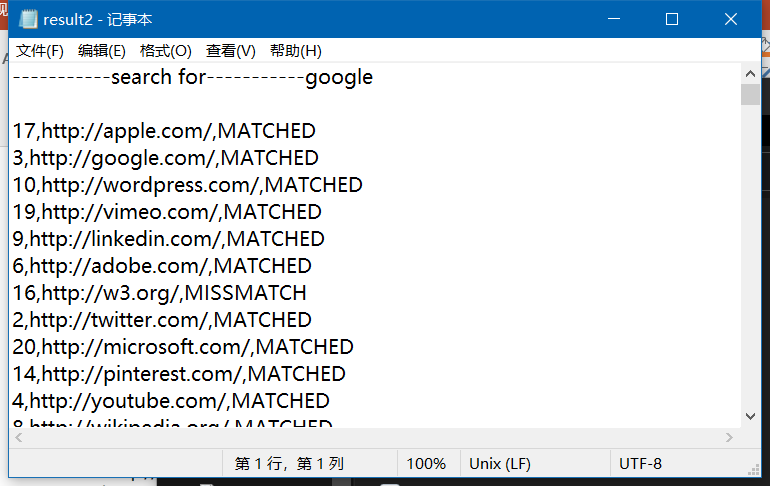 result2 - 记事本
文件(F) 编辑(E) 格式(O) 查看(V) 帮助(H)
-----------search for-----------google
17,http://apple.com/,MATCHED
3,http://google.com/,MATCHED
10,http://wordpress.com/,MATCHED
19,http://vimeo.com/,MATCHED
9,http://linkedin.com/,MATCHED
6,http://adobe.com/,MATCHED
16,http://w3.org/,MISSMATCH
2,http://twitter.com/,MATCHED
20,http://microsoft.com/,MATCHED
14,http://pinterest.com/,MATCHED
4,http://youtube.com/,MATCHED
8,http://wikipedia.org/,MATCHED
第 1 行，第 1 列 100% Unix (LF) UTF-8